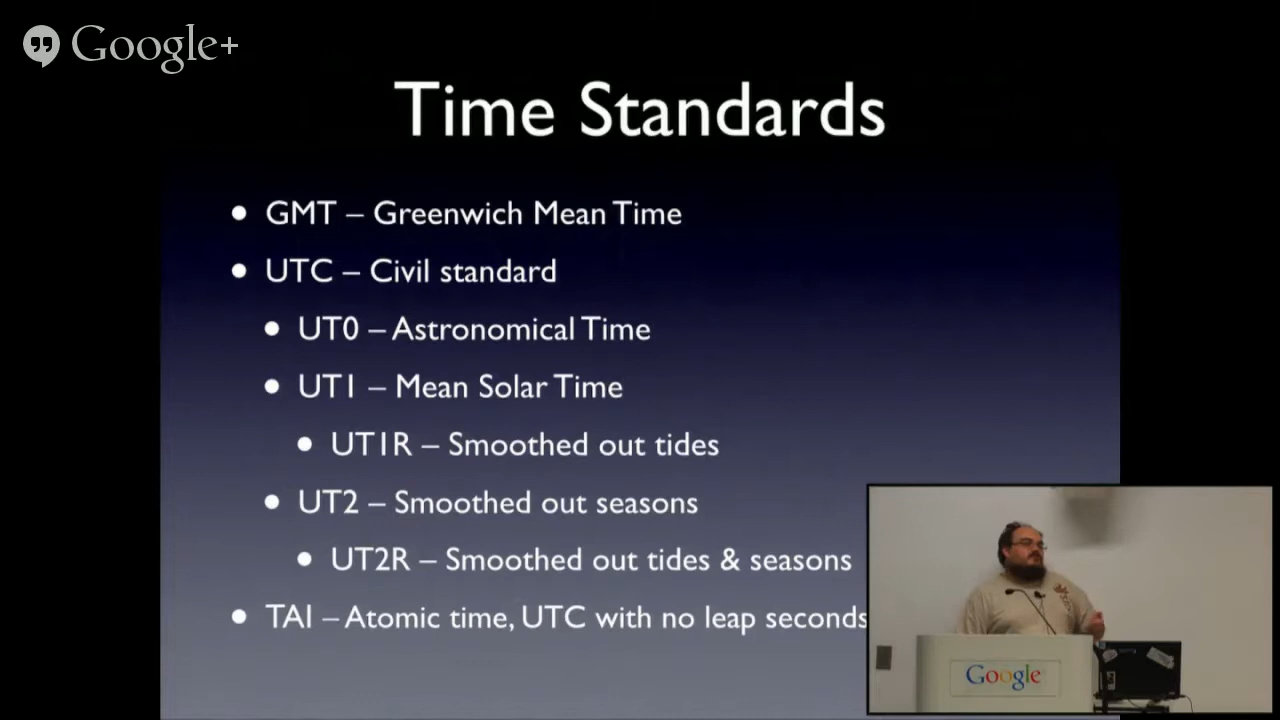 Google+
Time Standards
• GMT – Greenwich Mean Time
• UTC – Civil standard
• UT0 – Astronomical Time
• UT1 – Mean Solar Time
• UT1R – Smoothed out tides
• UT2 – Smoothed out seasons
• UT2R – Smoothed out tides & seasons
• TAI – Atomic time, UTC with no leap seconds
Google